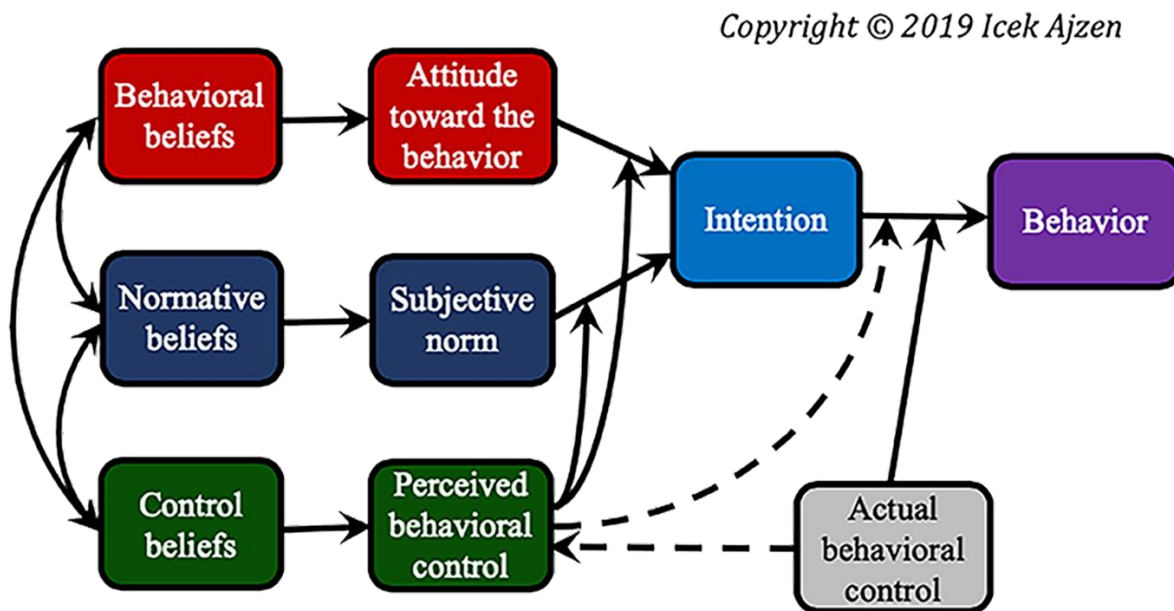 Copyright © 2019 Icek Ajzen
Behavioral
beliefs
Attitude
toward the
behavior
Intention
Behavior
Normative
beliefs
Subjective
norm
Control
beliefs
Perceived
behavioral
control
Actual
behavioral
control